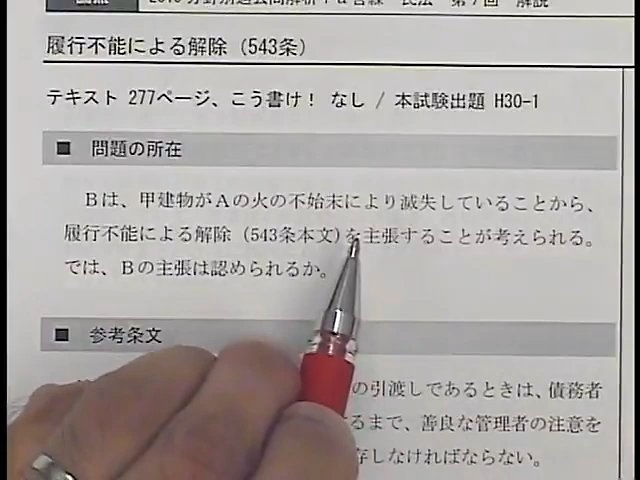 論点
履行不能による解除（543条）
テキスト 277ページ、こう書け！ なし / 本試験出題 H30-1
■ 問題の所在
Bは、甲建物がAの火の不始末により滅失していることから、
履行不能による解除（543条本文）を主張することが考えられる。
では、Bの主張は認められるか。
■ 参考条文
の引渡しであるときは、債務者
るまで、善良な管理者の注意を
存しなければならない。